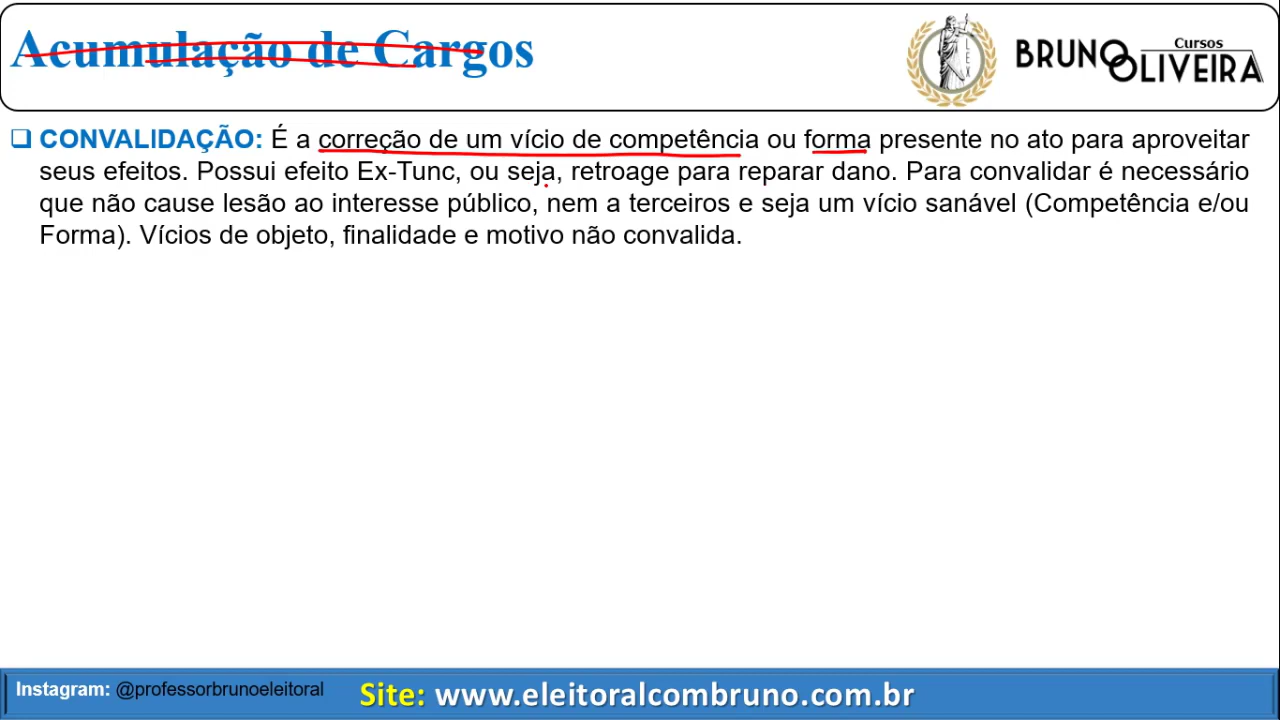 Acumulação de Cargos
LEX
Cursos
BRUNO
OLIVEIRA
❑ CONVALIDAÇÃO: É a correção de um vício de competência ou forma presente no ato para aproveitar
seus efeitos. Possui efeito Ex-Tunc, ou seja, retroage para reparar dano. Para convalidar é necessário
que não cause lesão ao interesse público, nem a terceiros e seja um vício sanável (Competência e/ou
Forma). Vícios de objeto, finalidade e motivo não convalida.
Instagram: @professorbrunoeleitoral
Site: www.eleitoralcombruno.com.br